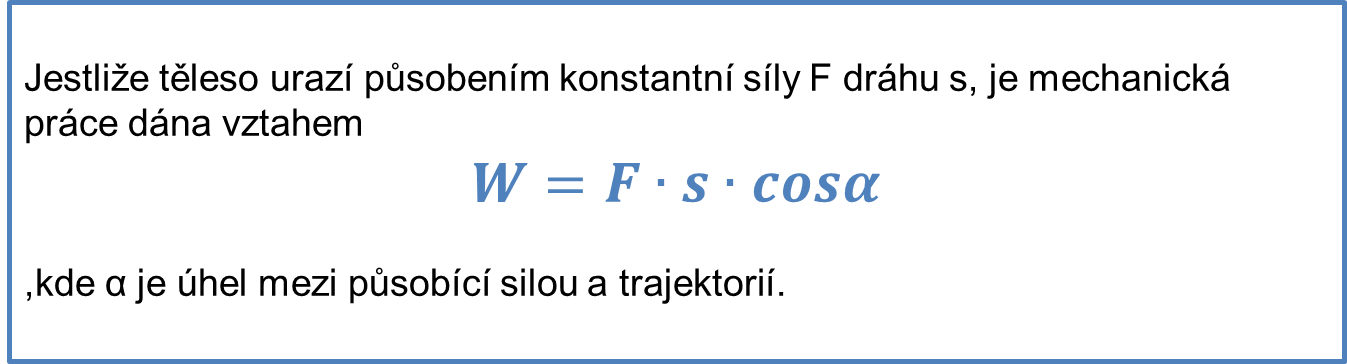 Jestliže těleso urazí působením konstantní síly F dráhu s, je mechanická
práce dána vztahem
W = F · s · cosα
,kde α je úhel mezi působící silou a trajektorií.